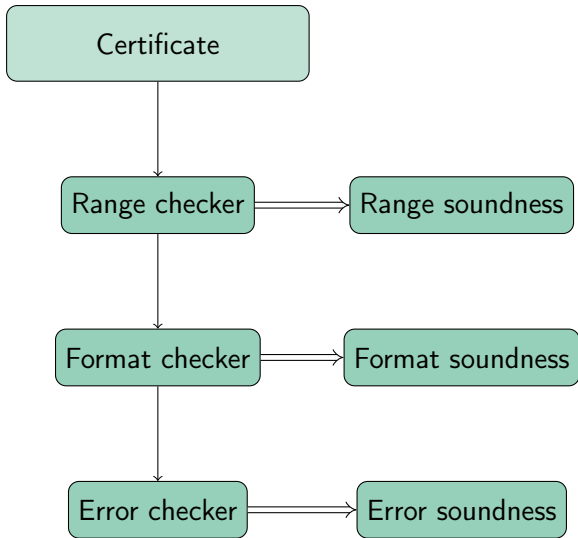 Certificate
Range checker
Range soundness
Format checker
Format soundness
Error checker
Error soundness